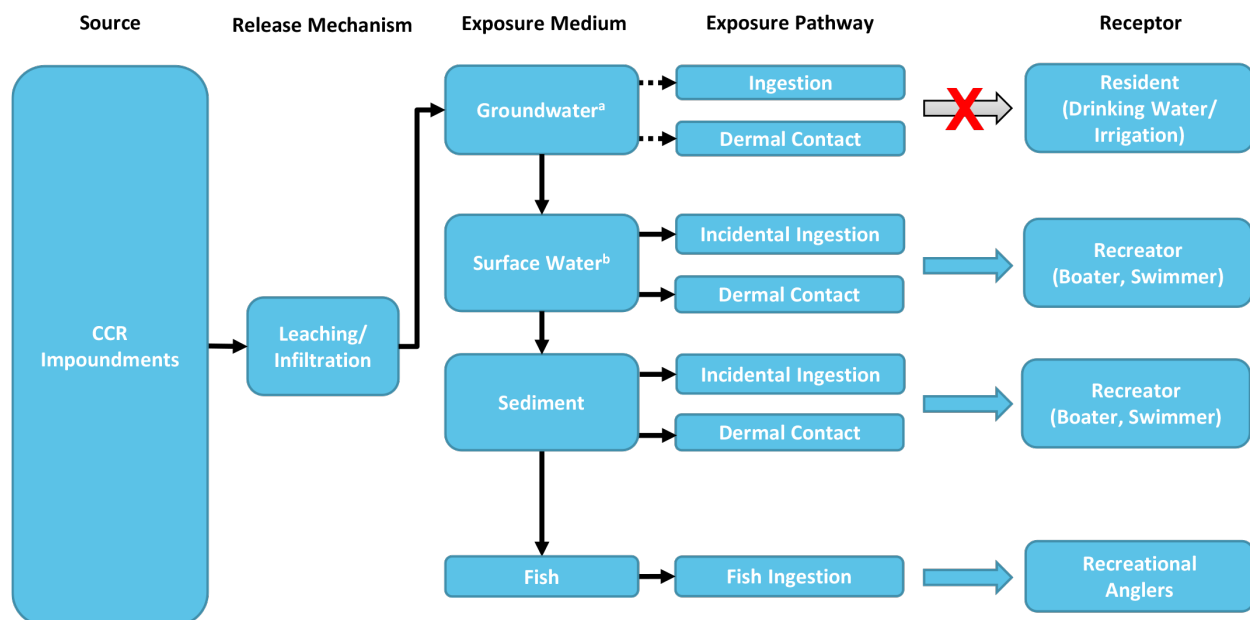 Source
Release Mechanism
Exposure Medium
Exposure Pathway
Receptor
CCR
Impoundments
Leaching/
Infiltration
Groundwaterᵃ
Ingestion
Dermal Contact
X
Resident
(Drinking Water/
Irrigation)
Surface Waterᵇ
Incidental Ingestion
Dermal Contact
Recreator
(Boater, Swimmer)
Sediment
Incidental Ingestion
Dermal Contact
Recreator
(Boater, Swimmer)
Fish
Fish Ingestion
Recreational
Anglers